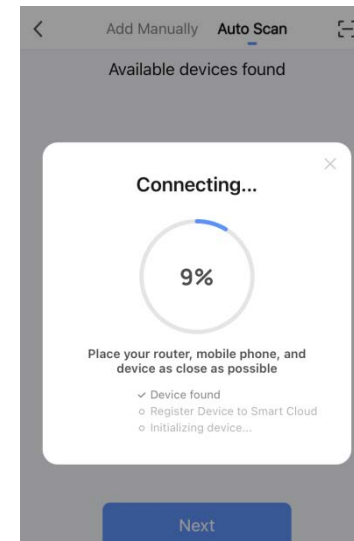 Add Manually Auto Scan
Available devices found
Connecting...
9%
Place your router, mobile phone, and
device as close as possible
Device found
Register Device to Smart Cloud
Initializing device...
Next